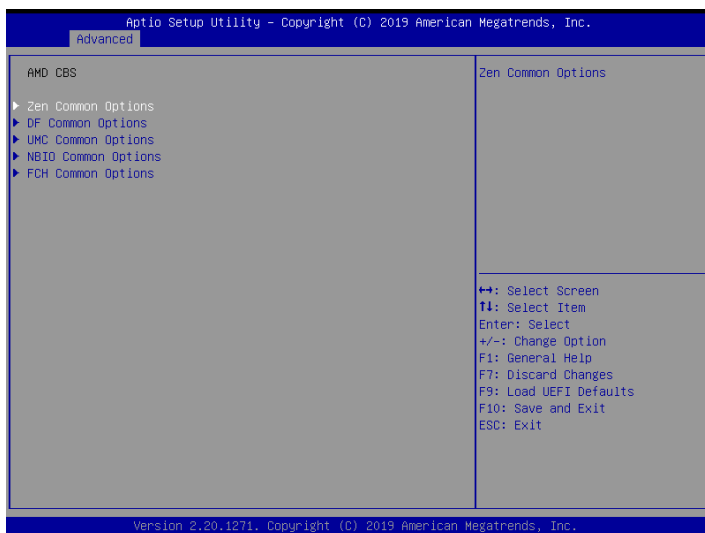 Aptio Setup Utility – Copyright (C) 2019 American Megatrends, Inc.
Advanced
AMD CBS
Zen Common Options
DF Common Options
UMC Common Options
NBIO Common Options
FCH Common Options
Zen Common Options
↔: Select Screen
↑↓: Select Item
Enter: Select
+/-: Change Option
F1: General Help
F7: Discard Changes
F9: Load UEFI Defaults
F10: Save and Exit
ESC: Exit
Version 2.20.1271. Copyright (C) 2019 American Megatrends, Inc.